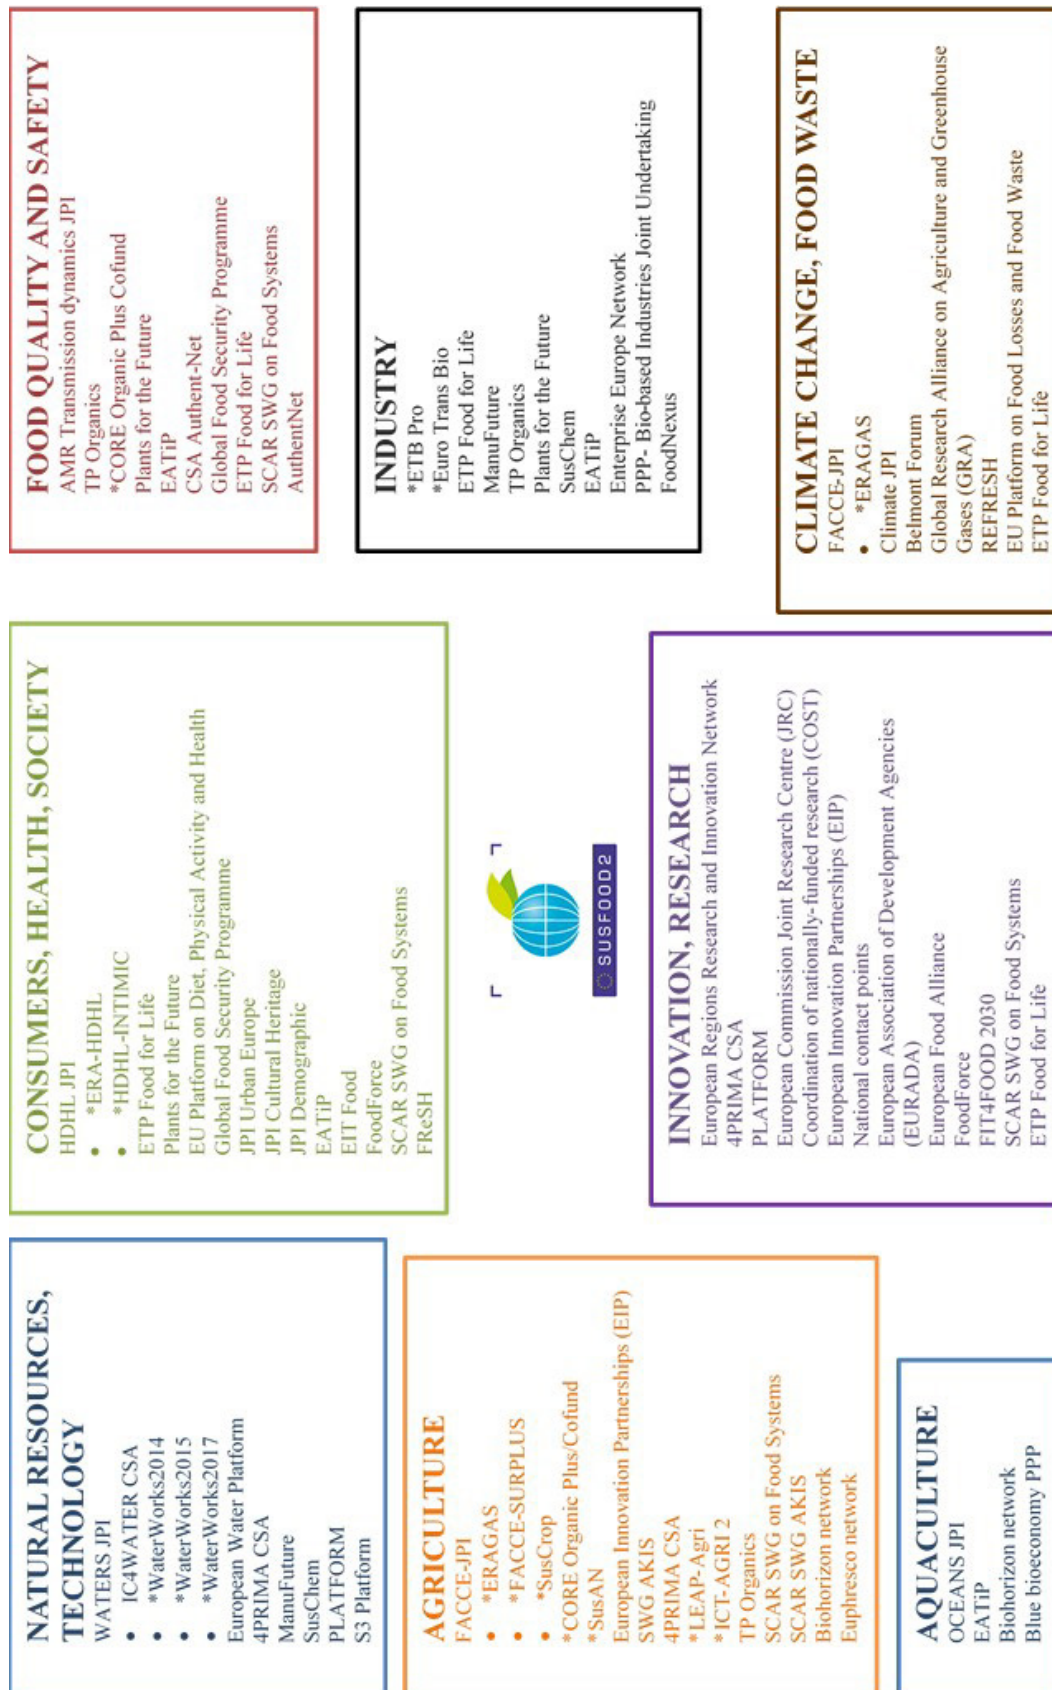 NATURAL RESOURCES,
TECHNOLOGY
WATERS JPI
• IC4WATER CSA
• *WaterWorks2014
• *WaterWorks2015
• *WaterWorks2017
European Water Platform
4PRIMA CSA
ManuFuture
SusChem
PLATFORM
S3 Platform
CONSUMERS, HEALTH, SOCIETY
HDHL JPI
• *ERA-HDHL
• *HDHL-INTIMIC
ETP Food for Life
Plants for the Future
EU Platform on Diet, Physical Activity and Health
Global Food Security Programme
JPI Urban Europe
JPI Cultural Heritage
JPI Demographic
EATiP
EIT Food
FoodForce
SCAR SWG on Food Systems
FReSH
FOOD QUALITY AND SAFETY
AMR Transmission dynamics JPI
TP Organics
*CORE Organic Plus Cofund
Plants for the Future
EATiP
CSA Authent-Net
Global Food Security Programme
ETP Food for Life
SCAR SWG on Food Systems
AuthentNet
AGRICULTURE
FACCE-JPI
• *ERAGAS
• *FACCE-SURPLUS
• *SusCrop
*CORE Organic Plus/Cofund
*SusAN
European Innovation Partnerships (EIP)
SWG AKIS
4PRIMA CSA
*LEAP-Agri
*ICT-AGRI 2
TP Organics
SCAR SWG on Food Systems
SCAR SWG AKIS
Biohorizon network
Euphresco network
SUSFOOD2
INDUSTRY
*ETB Pro
*Euro Trans Bio
ETP Food for Life
ManuFuture
TP Organics
Plants for the Future
SusChem
EATiP
Enterprise Europe Network
PPP- Bio-based Industries Joint Undertaking
FoodNexus
AQUACULTURE
OCEANS JPI
EATiP
Biohorizon network
Blue bioeconomy PPP
INNOVATION, RESEARCH
European Regions Research and Innovation Network
4PRIMA CSA
PLATFORM
European Commission Joint Research Centre (JRC)
Coordination of nationally-funded research (COST)
European Innovation Partnerships (EIP)
National contact points
European Association of Development Agencies
(EURADA)
European Food Alliance
FoodForce
FIT4FOOD 2030
SCAR SWG on Food Systems
ETP Food for Life
CLIMATE CHANGE, FOOD WASTE
FACCE-JPI
• *ERAGAS
Climate JPI
Belmont Forum
Global Research Alliance on Agriculture and Greenhouse
Gases (GRA)
REFRESH
EU Platform on Food Losses and Food Waste
ETP Food for Life